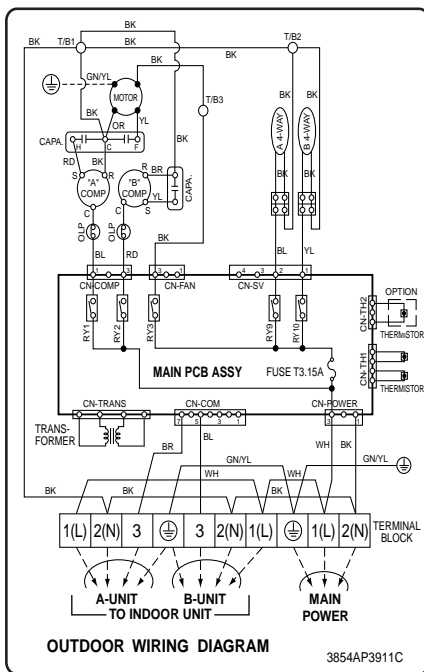 T/B1
BK
T/B2
BK
BK
BK
BK
GN/YL
MOTOR
BK
BK
BK
BK
OR
YL
T/B3
CAPA.
H
C
F
BK
A 4-WAY
B 4-WAY
RD
BK
S
R
"A"
COMP
C
R
BR
"B"
COMP
YL
C
S
CAPA.
BK
BK
OLP
OLP
BK
BL
RD
BL
YL
1
3
CN-COMP
3
1
CN-FAN
4
3
2
1
CN-SV
RY1
RY2
RY3
RY9
RY10
CN-TH2
OPTION
THERMISTOR
CN-TH1
THERMISTOR
MAIN PCB ASSY
FUSE T3.15A
CN-TRANS
CN-COM
CN-POWER
7
5
3
1
3
1
TRANS-
FORMER
BR
BL
WH
BK
GN/YL
GN/YL
WH
WH
BK
BK
BK
1(L)
2(N)
3
3
2(N)
1(L)
1(L)
2(N)
TERMINAL
BLOCK
A-UNIT
B-UNIT
TO INDOOR UNIT
MAIN
POWER
OUTDOOR WIRING DIAGRAM
3854AP3911C